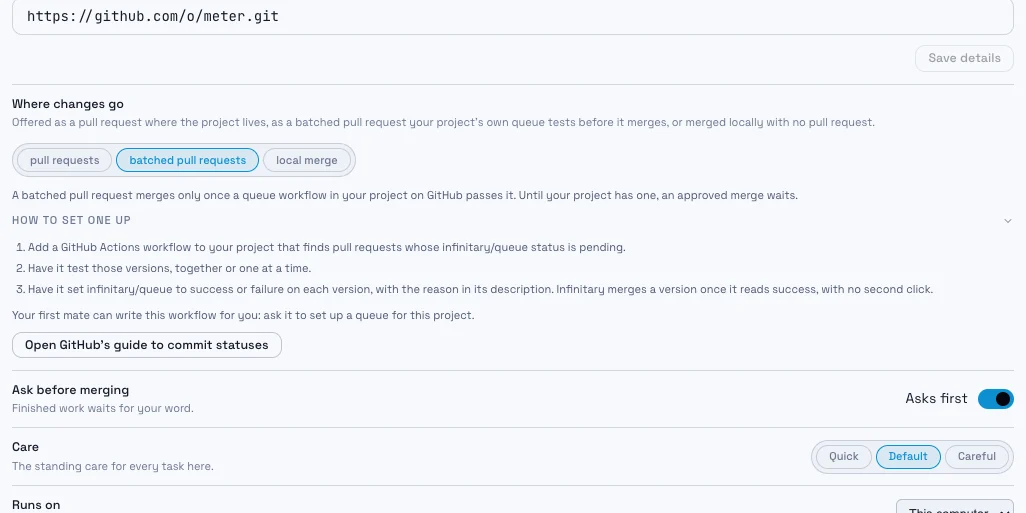 https://github.com/o/meter.git
Save details
Where changes go
Offered as a pull request where the project lives, as a batched pull request your project's own queue tests before it merges, or merged locally with no pull request.
pull requests
batched pull requests
local merge
A batched pull request merges only once a queue workflow in your project on GitHub passes it. Until your project has one, an approved merge waits.
HOW TO SET ONE UP
1. Add a GitHub Actions workflow to your project that finds pull requests whose infinitary/queue status is pending.
2. Have it test those versions, together or one at a time.
3. Have it set infinitary/queue to success or failure on each version, with the reason in its description. Infinitary merges a version once it reads success, with no second click.
Your first mate can write this workflow for you: ask it to set up a queue for this project.
Open GitHub's guide to commit statuses
Ask before merging
Finished work waits for your word.
Asks first
Care
The standing care for every task here.
Quick
Default
Careful
Runs on
This computer